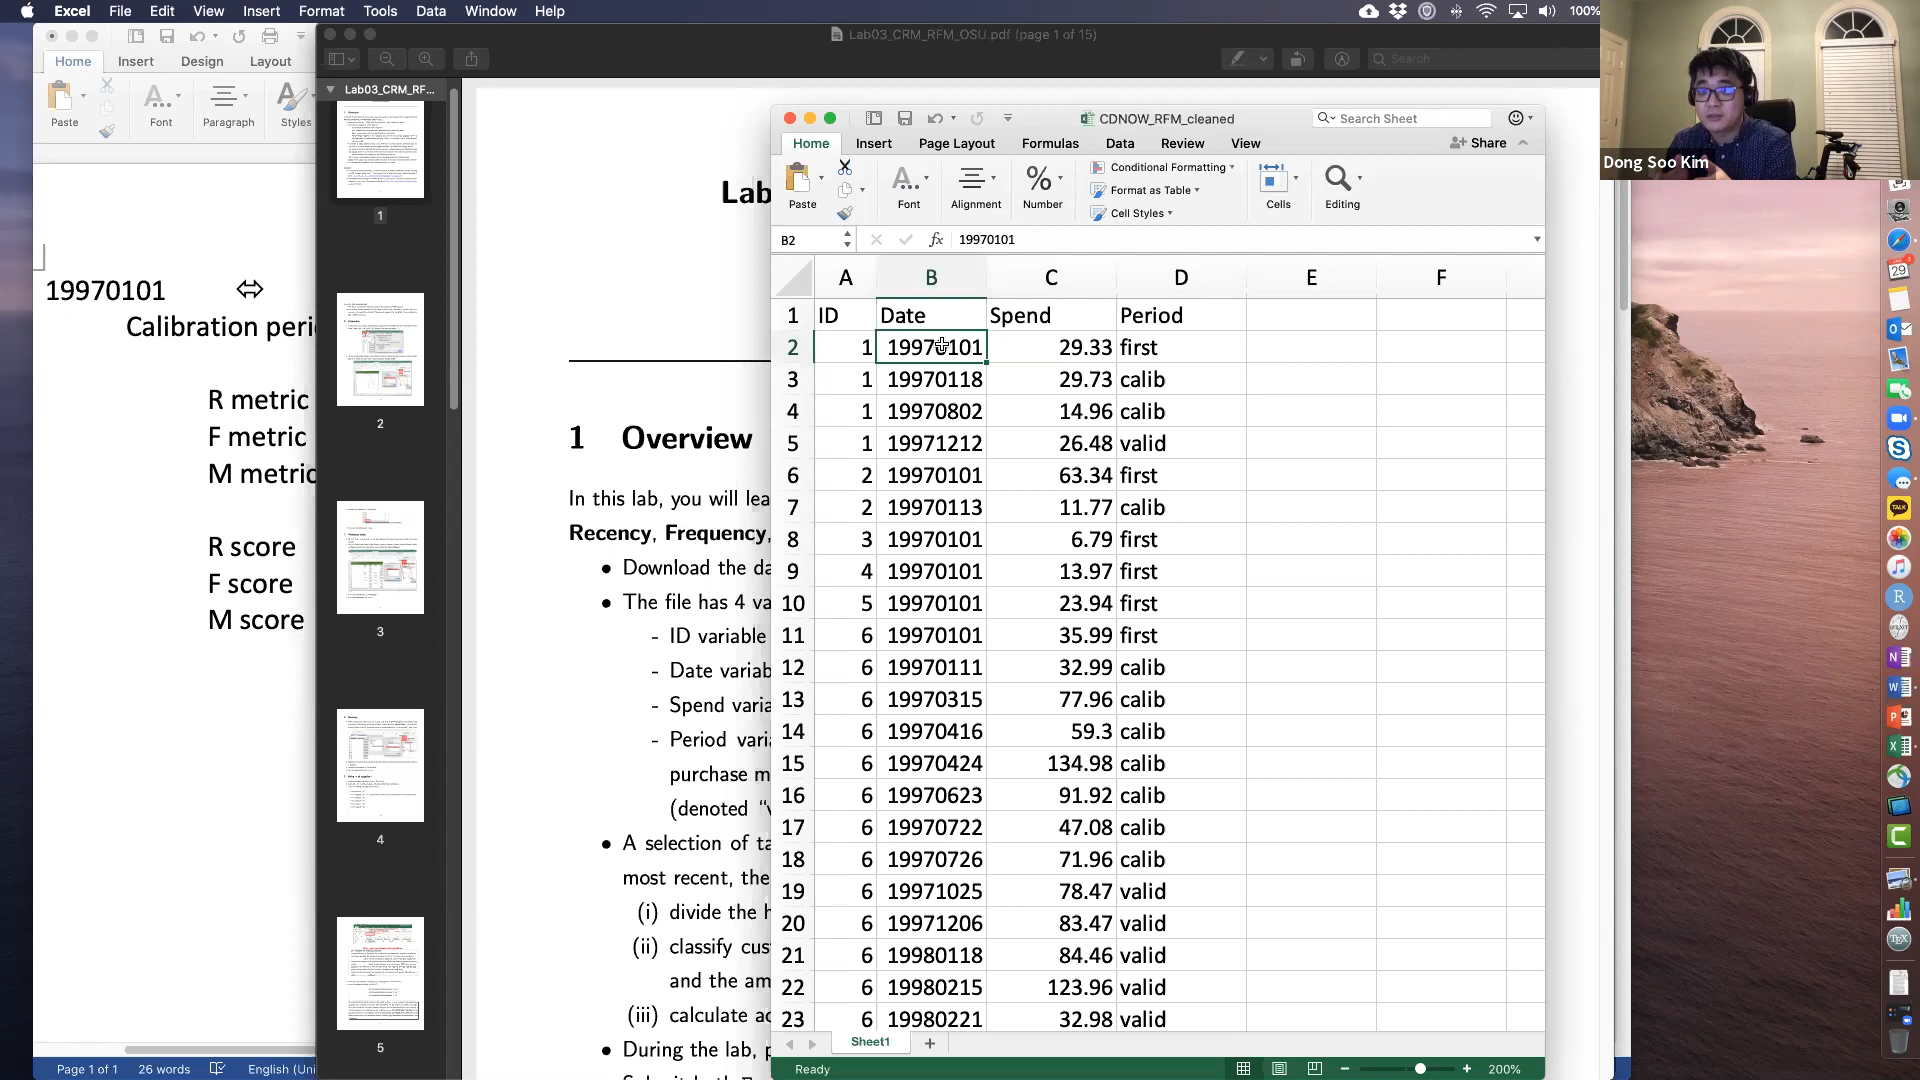 Excel File Edit View Insert Format Tools Data Window Help
100%
Lab03_CRM_RFM_OSU.pdf (page 1 of 15)
Search
Home Insert Design Layout
Paste Font Paragraph Styles
19970101
Calibration peri
R metric
F metric
M metric
R score
F score
M score
Page 1 of 1 26 words English (Uni
Lab03_CRM_RF...
1
2
3
4
5
Lab
1 Overview
In this lab, you will lea
Recency, Frequency,
Download the da
The file has 4 va
- ID variable
- Date variab
- Spend varia
- Period varia
purchase m
(denoted “v
A selection of ta
most recent, the
(i) divide the h
(ii) classify cust
and the am
(iii) calculate ac
During the lab, p
CDNOW_RFM_cleaned
Search Sheet
Home Insert Page Layout Formulas Data Review View
Share
Paste Font Alignment Number
Conditional Formatting
Format as Table
Cell Styles
Cells Editing
B2 fx 19970101
A B C D E F
1 ID Date Spend Period
2 1 19970101 29.33 first
3 1 19970118 29.73 calib
4 1 19970802 14.96 calib
5 1 19971212 26.48 valid
6 2 19970101 63.34 first
7 2 19970113 11.77 calib
8 3 19970101 6.79 first
9 4 19970101 13.97 first
10 5 19970101 23.94 first
11 6 19970101 35.99 first
12 6 19970111 32.99 calib
13 6 19970315 77.96 calib
14 6 19970416 59.3 calib
15 6 19970424 134.98 calib
16 6 19970623 91.92 calib
17 6 19970722 47.08 calib
18 6 19970726 71.96 calib
19 6 19971025 78.47 valid
20 6 19971206 83.47 valid
21 6 19980118 84.46 valid
22 6 19980215 123.96 valid
23 6 19980221 32.98 valid
Sheet1
Ready
200%
Dong Soo Kim
29
TALK